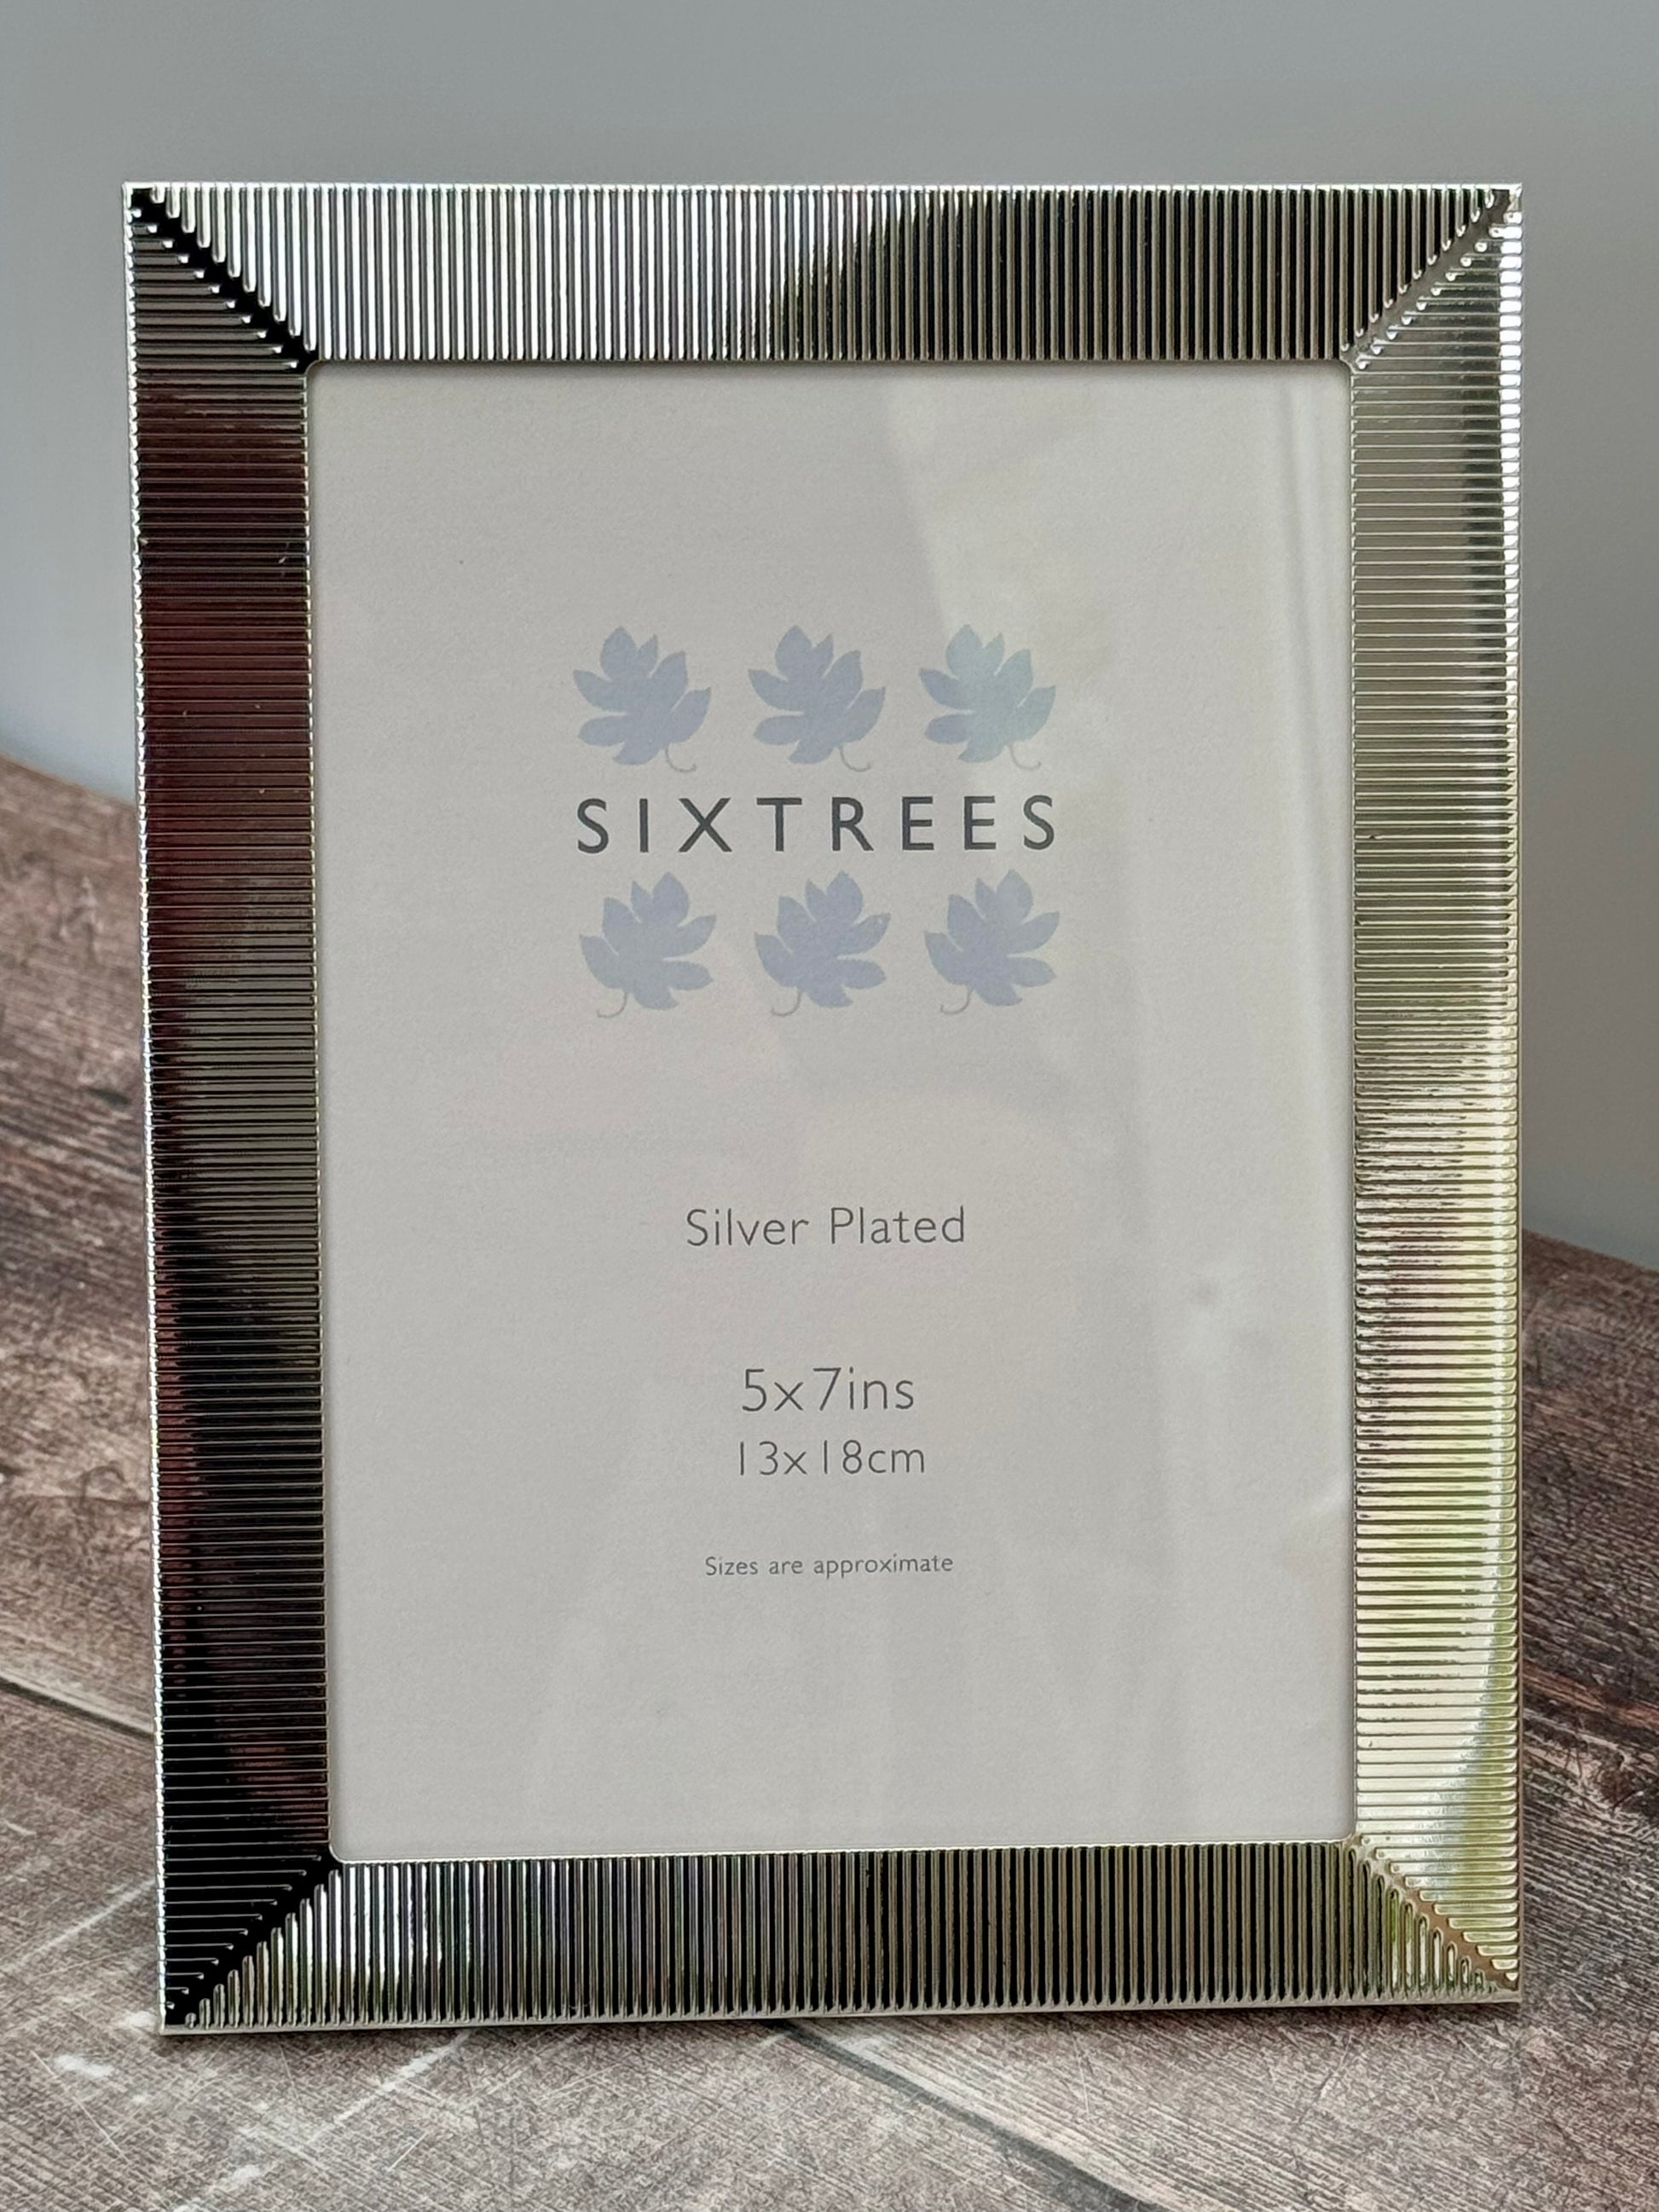 SIXTREES
Silver Plated
5x7ins
13x18cm
Sizes are approximate